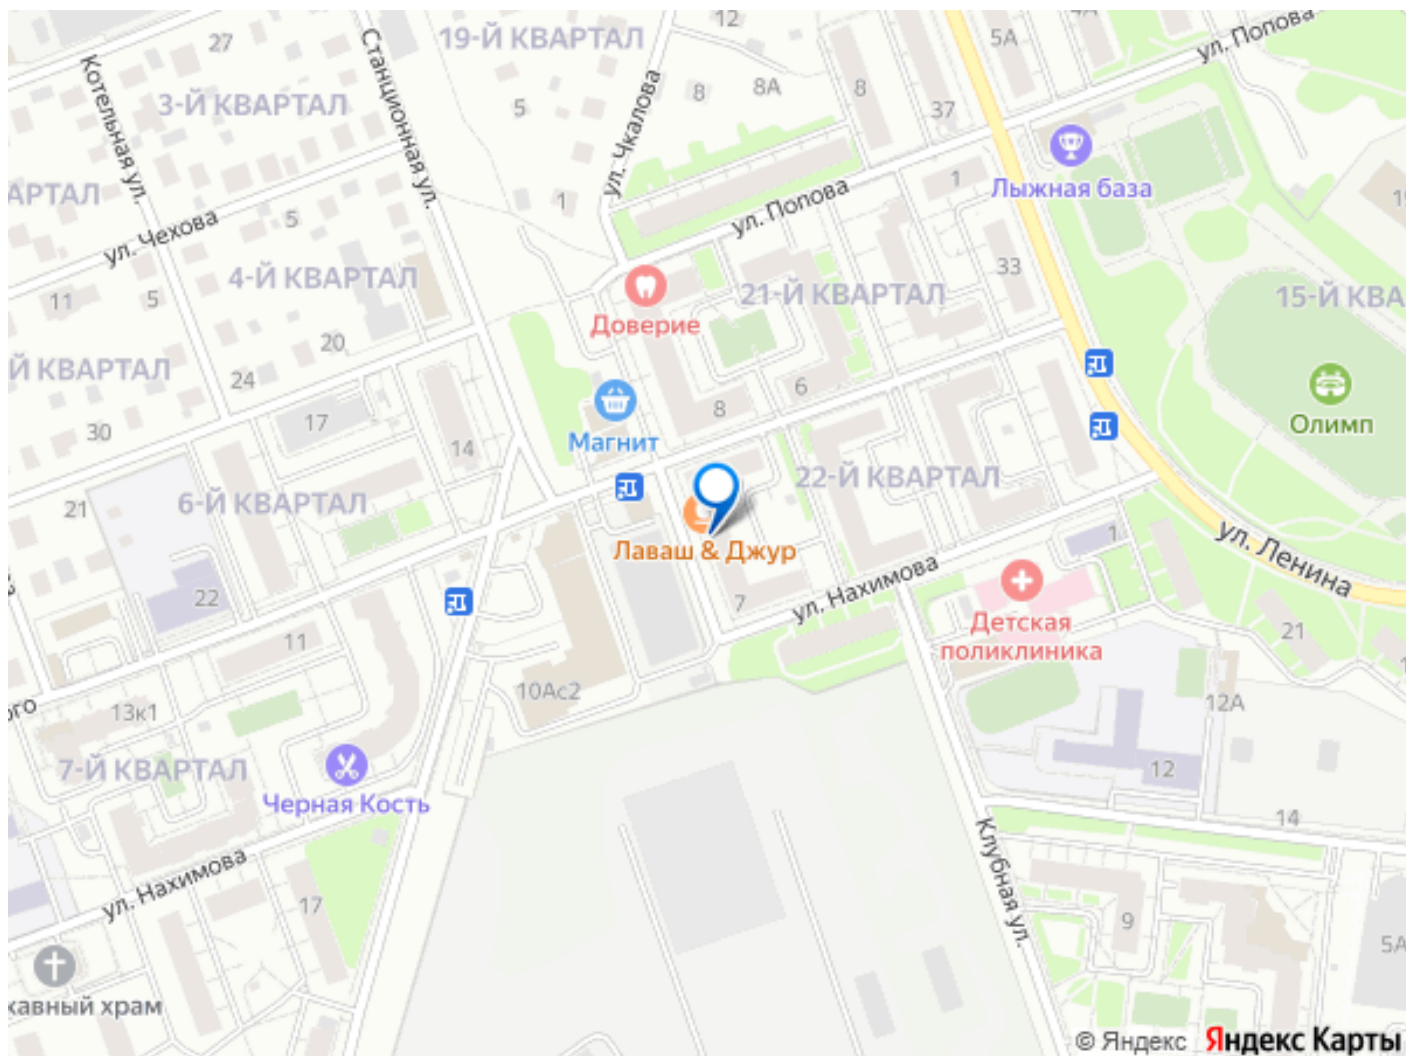 12
5А
4А
ул. Попова
27
19-Й КВАРТАЛ
Котельная ул.
Станционная ул.
3-Й КВАРТАЛ
5
ул. Чкалова
8
8А
8
37
Лыжная база
АРТАЛ
ул. Чехова
5
1
ул. Попова
1
19
4-Й КВАРТАЛ
11
5
33
21-Й КВАРТАЛ
15-Й КВА
Доверие
20
Й КВАРТАЛ
24
6
8
Олимп
30
17
14
Магнит
21
6-Й КВАРТАЛ
22-Й КВАРТАЛ
Лаваш & Джур
1
ул. Ленина
22
7
ул. Нахимова
Детская
поликлиника
21
11
10Ас2
12А
ого
13к1
7-Й КВАРТАЛ
12
Черная Кость
14
ул. Нахимова
17
Клубная ул.
9
5А
кавный храм
© Яндекс Яндекс Карты